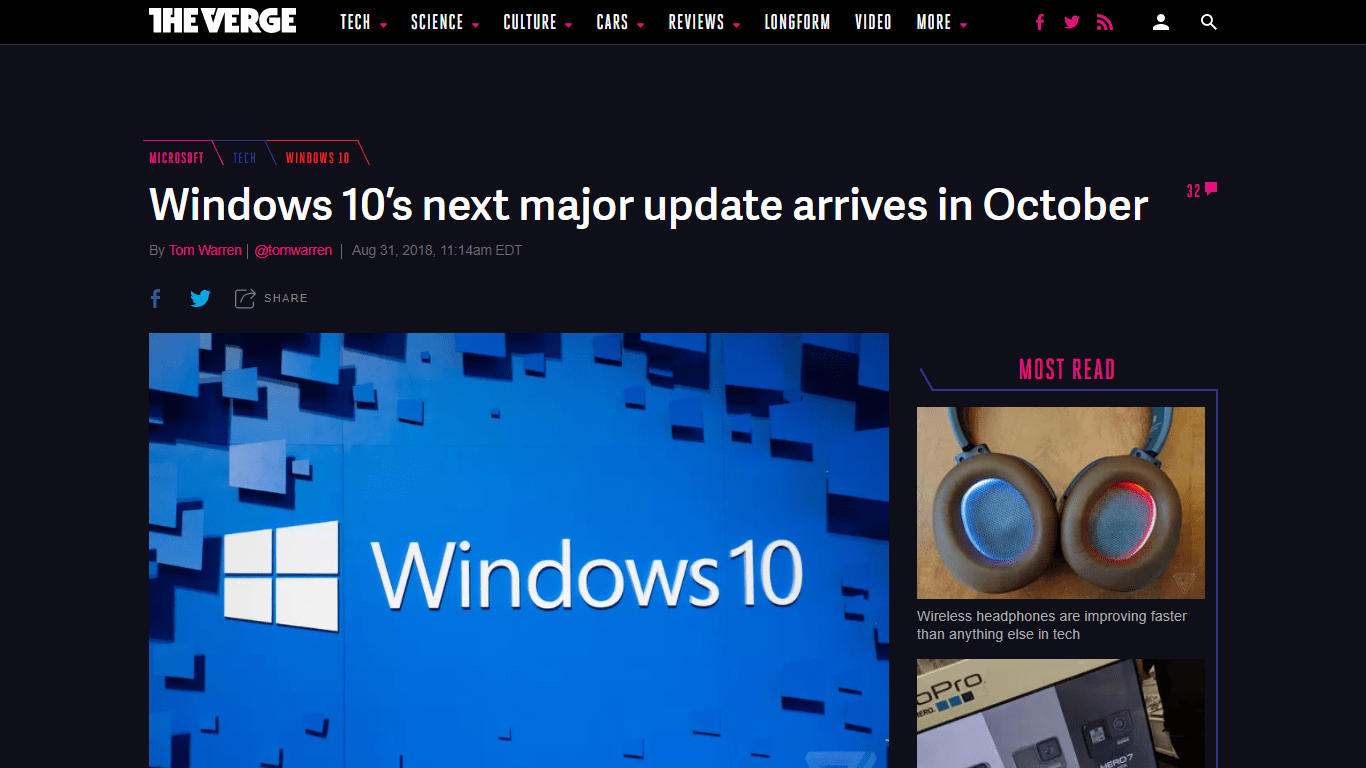 THE VERGE
TECH SCIENCE CULTURE CARS REVIEWS LONGFORM VIDEO MORE
MICROSOFT TECH WINDOWS 10
Windows 10’s next major update arrives in October
32
By Tom Warren | @tomwarren | Aug 31, 2018, 11:14am EDT
SHARE
Windows 10
MOST READ
Wireless headphones are improving faster
than anything else in tech
oPro
HERO.
HERO7